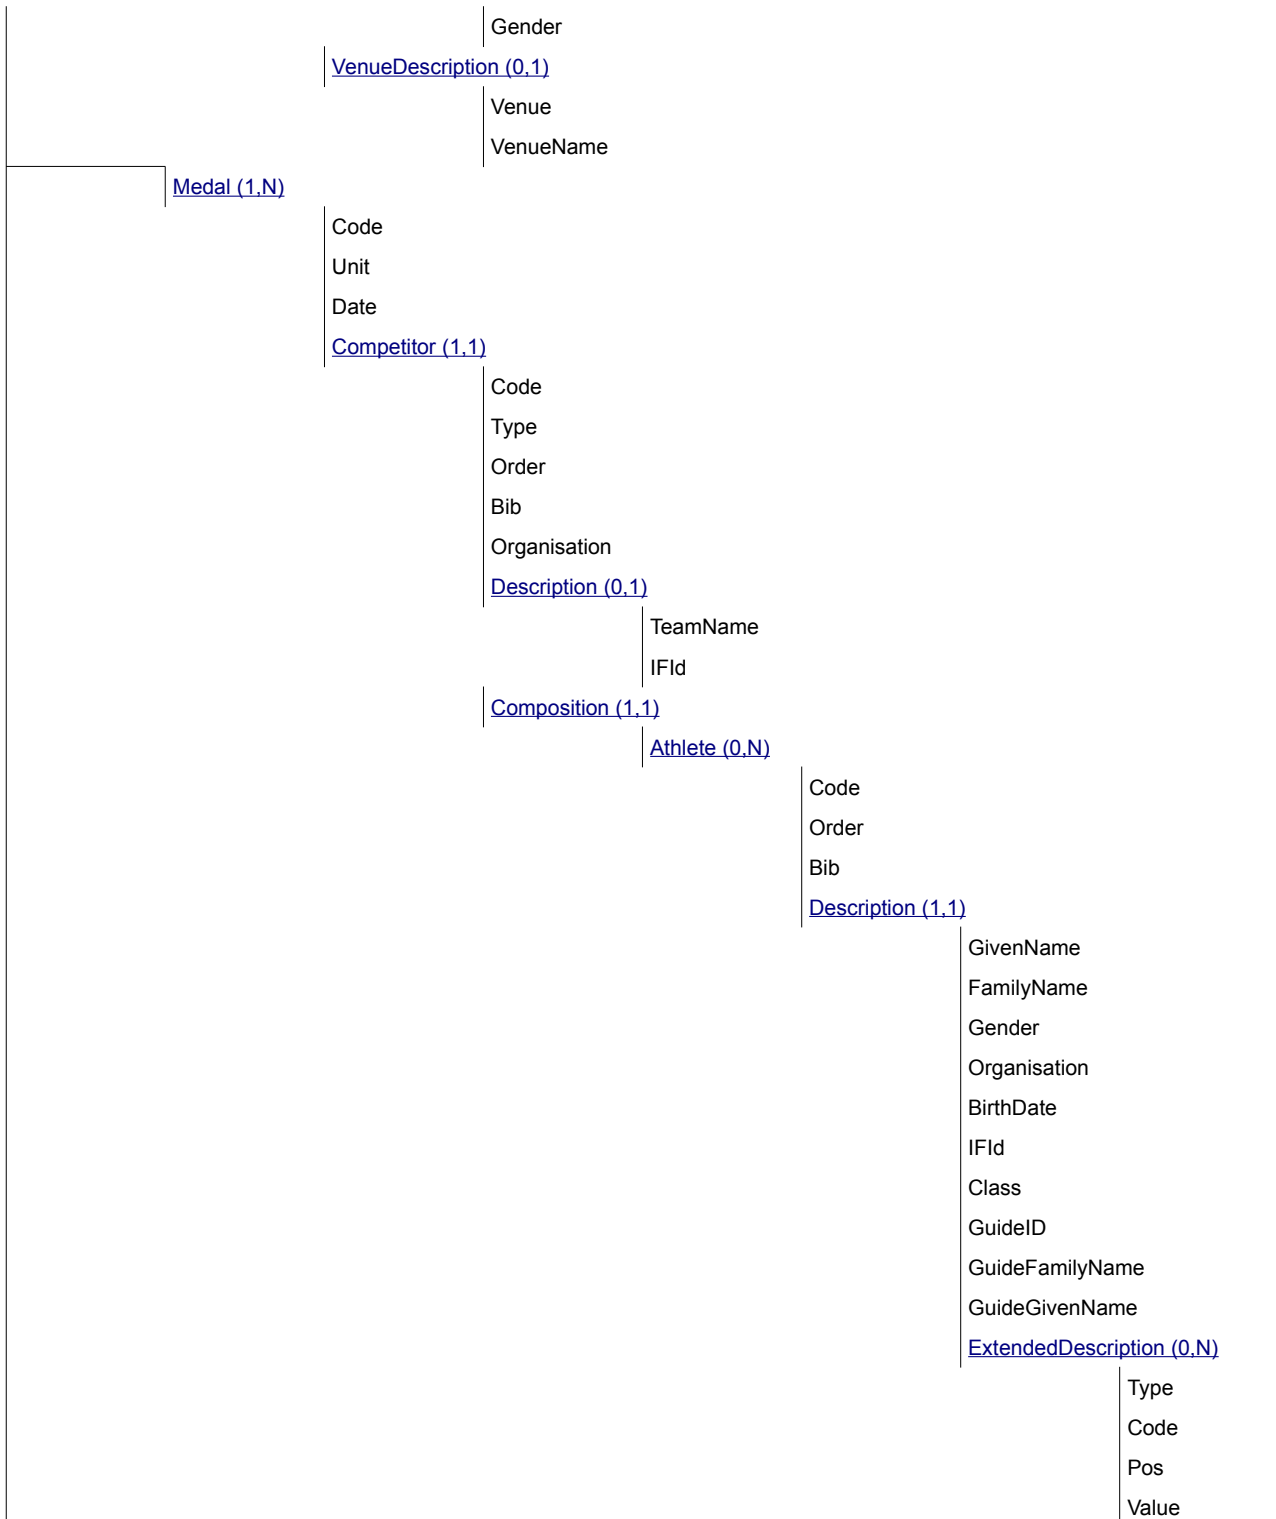 Gender
VenueDescription (0,1)
Venue
VenueName
Medal (1,N)
Code
Unit
Date
Competitor (1,1)
Code
Type
Order
Bib
Organisation
Description (0,1)
TeamName
IFId
Composition (1,1)
Athlete (0,N)
Code
Order
Bib
Description (1,1)
GivenName
FamilyName
Gender
Organisation
BirthDate
IFId
Class
GuideID
GuideFamilyName
GuideGivenName
ExtendedDescription (0,N)
Type
Code
Pos
Value